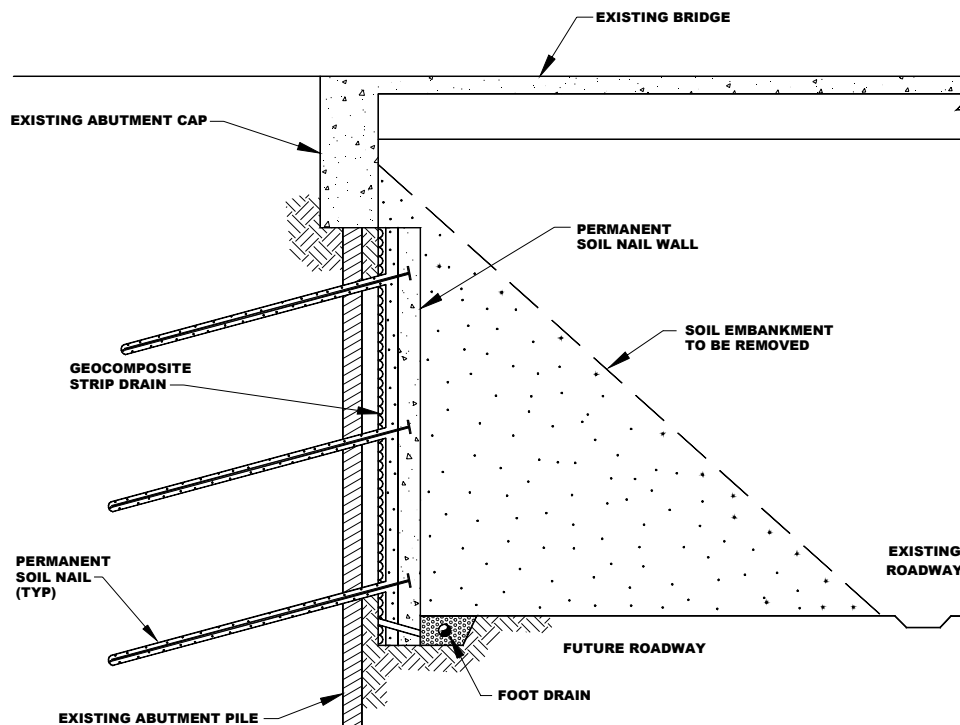 EXISTING BRIDGE
EXISTING ABUTMENT CAP
PERMANENT
SOIL NAIL WALL
SOIL EMBANKMENT
TO BE REMOVED
GEOCOMPOSITE
STRIP DRAIN
EXISTING
ROADWAY
PERMANENT
SOIL NAIL
(TYP)
FUTURE ROADWAY
FOOT DRAIN
EXISTING ABUTMENT PILE